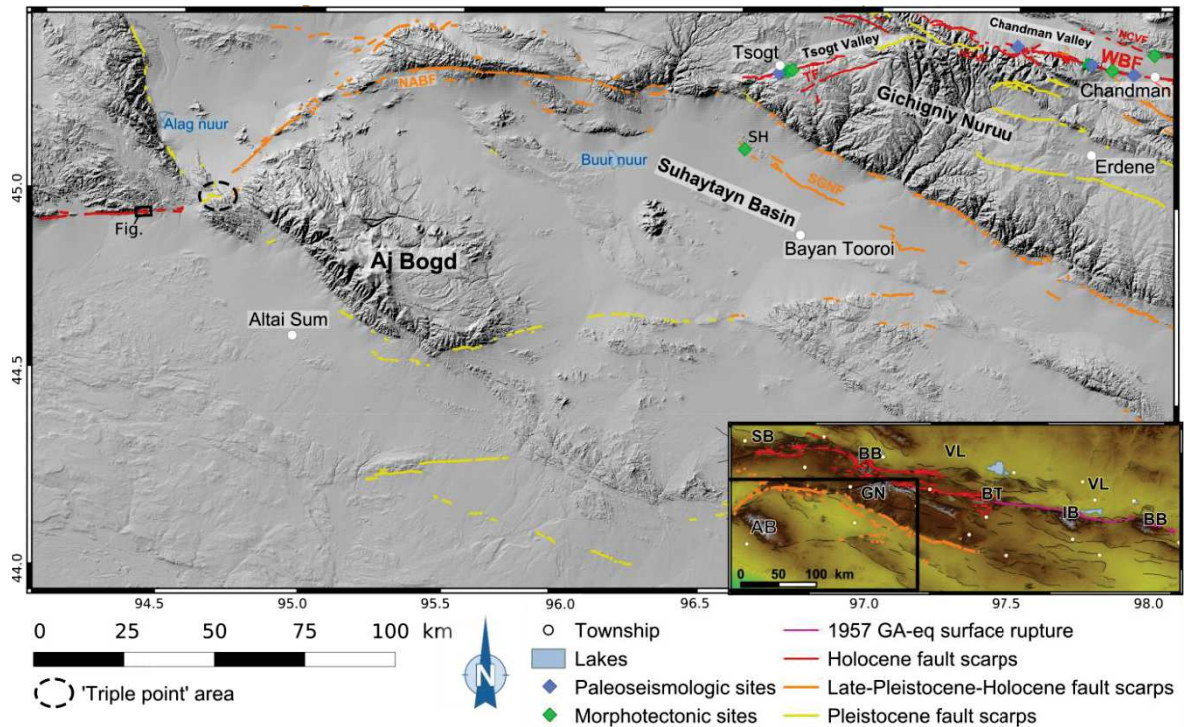 Tsogt
Tsogt Valley
Chandman Valley
NCVF
WBF
TF
Chandman
NABF
Gichigniy Nuruu
Alag nuur
Buur nuur
SH
Erdene
45.0
SGNF
Suhaytayn Basin
Fig.
Bayan Tooroi
Aj Bogd
Altai Sum
44.5
SB
BB
VL
GN
BT
VL
IB
BB
AB
0 50 100 km
44.0
94.5 95.0 95.5 96.0 96.5 97.0 97.5 98.0
0 25 50 75 100 km
N
'Triple point' area
Township
Lakes
Paleoseismologic sites
Morphotectonic sites
1957 GA-eq surface rupture
Holocene fault scarps
Late-Pleistocene-Holocene fault scarps
Pleistocene fault scarps